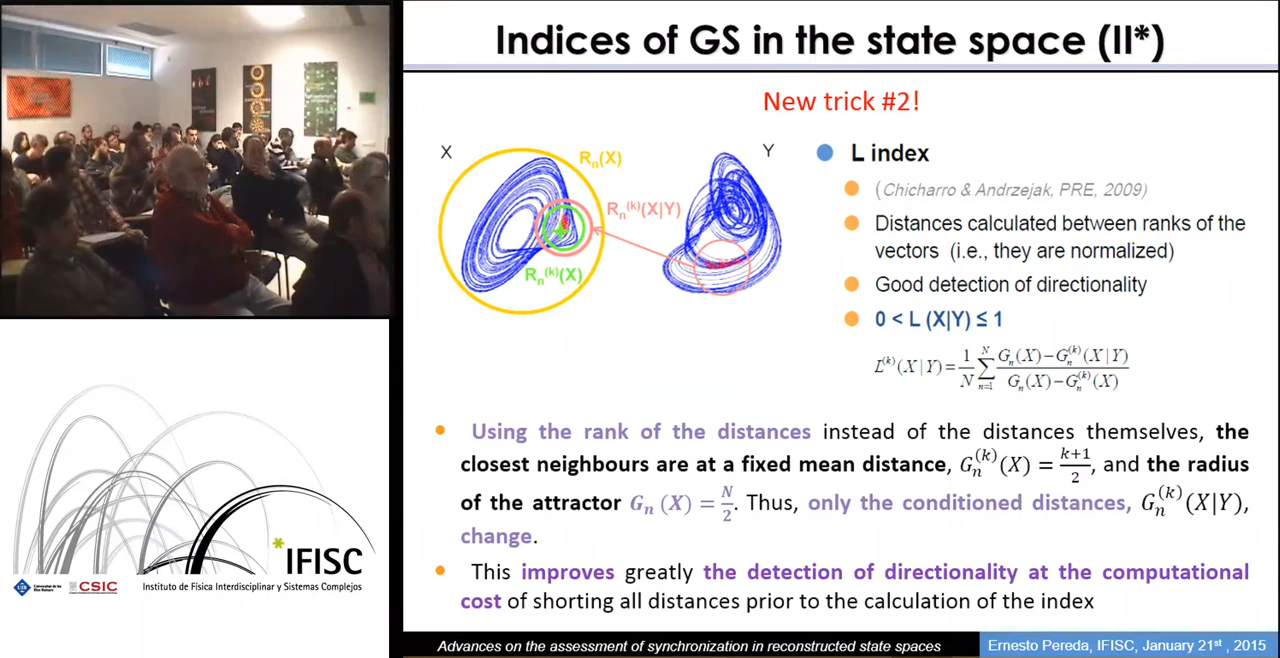 Indices of GS in the state space (II*)
New trick #2!
X
Rn(X)
Y
Rn(k)(X|Y)
Rn(k)(X)
L index
(Chicharro & Andrzejak, PRE, 2009)
Distances calculated between ranks of the
vectors (i.e., they are normalized)
Good detection of directionality
0 < L (X|Y) ≤ 1
L(k)(X|Y) = 1/N ∑n=1N (Gn(X)−Gn(k)(X|Y))/(Gn(X)−Gn(k)(X))
Using the rank of the distances instead of the distances themselves, the
closest neighbours are at a fixed mean distance, Gn(k)(X) = k+1/2, and the radius
of the attractor Gn (X) = N/2. Thus, only the conditioned distances, Gn(k)(X|Y),
change.
This improves greatly the detection of directionality at the computational
cost of shorting all distances prior to the calculation of the index
IFISC
CSIC
Instituto de Física Interdisciplinar y Sistemas Complejos
Advances on the assessment of synchronization in reconstructed state spaces
Ernesto Pereda, IFISC, January 21st , 2015